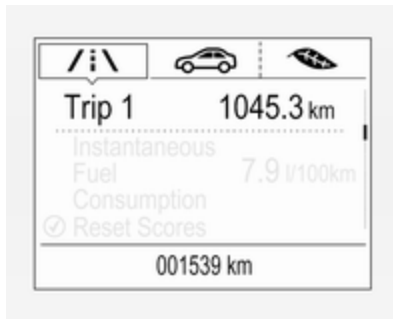 Trip 1 1045.3 km
Instantaneous
Fuel 7.9 l/100km
Consumption
Reset Scores
001539 km